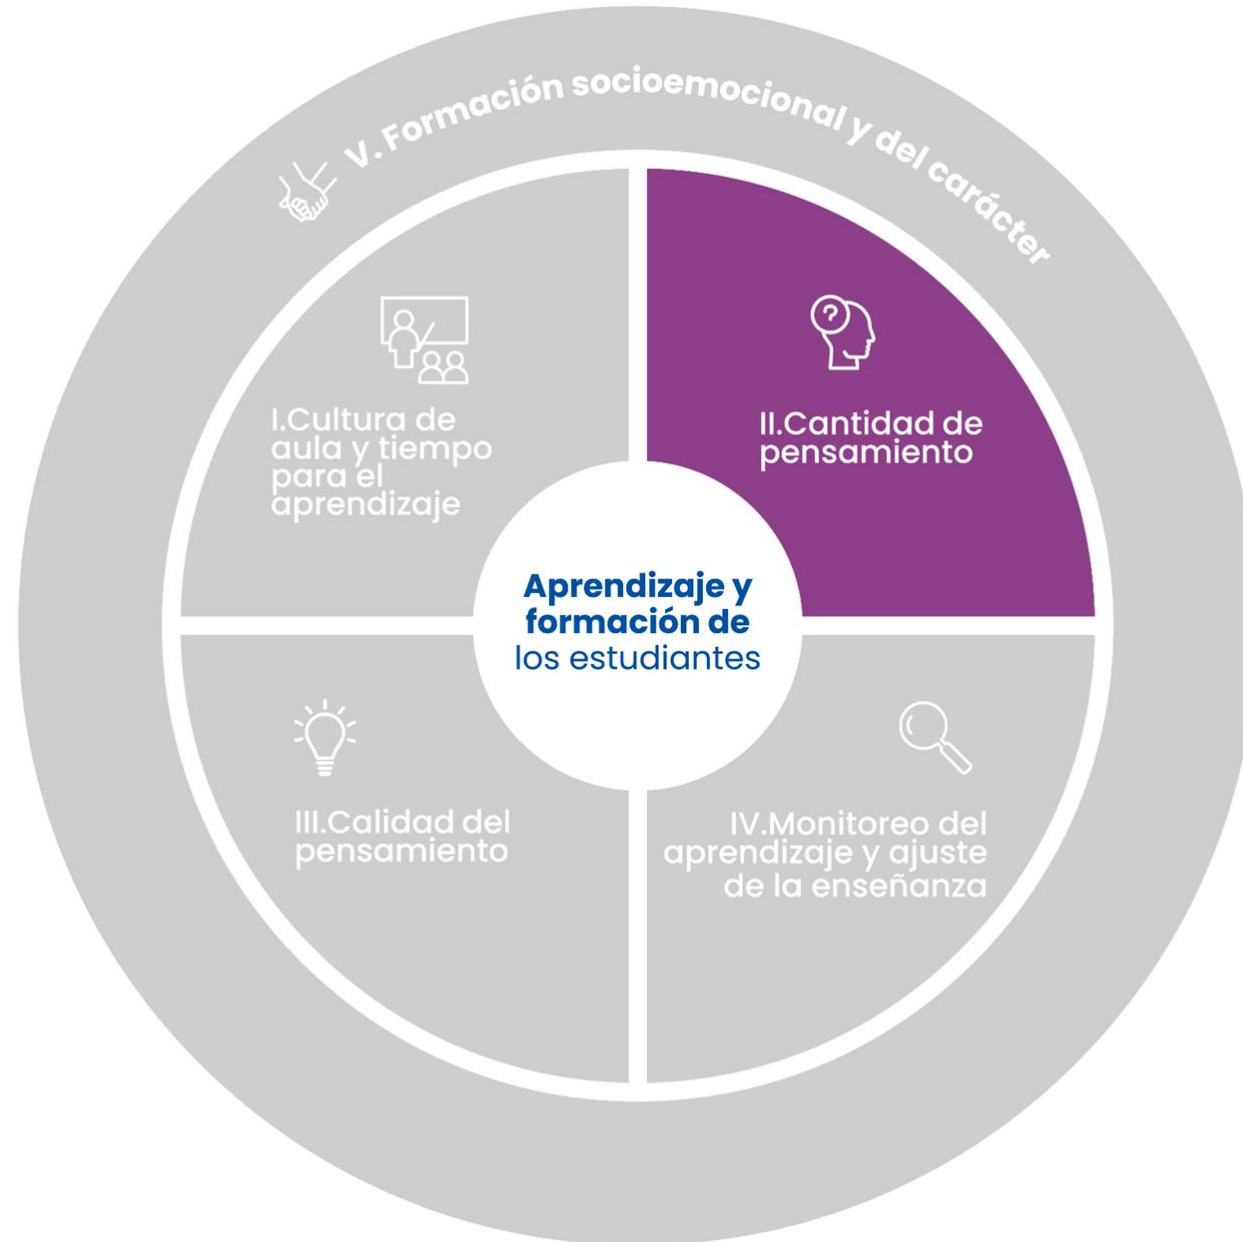 V. Formación socioemocional y del carácter
I.Cultura de
aula y tiempo
para el
aprendizaje
?
II.Cantidad de
pensamiento
Aprendizaje y
formación de
los estudiantes
III.Calidad del
pensamiento
IV.Monitoreo del
aprendizaje y ajuste
de la enseñanza